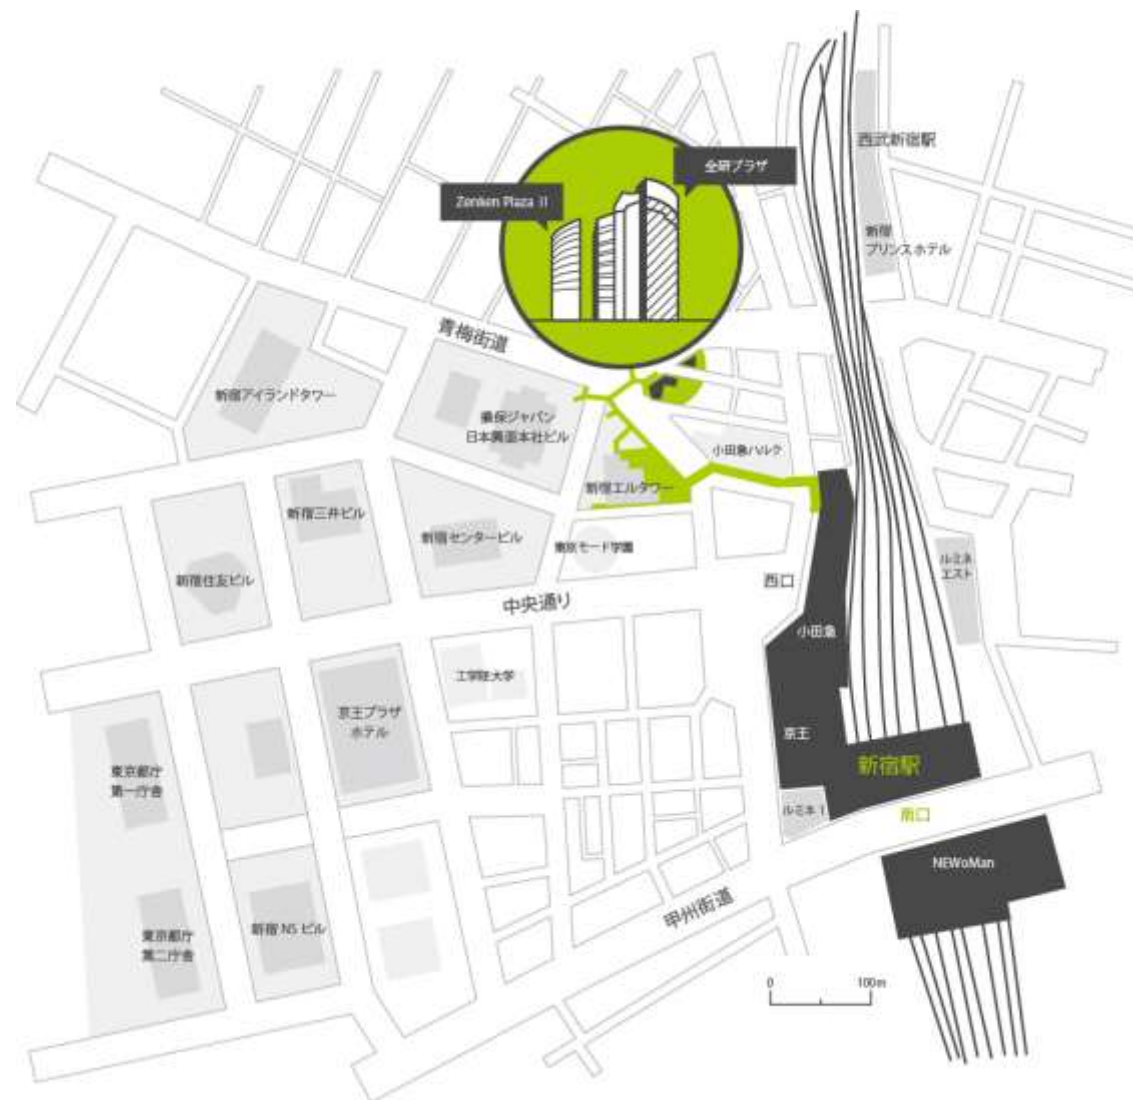 西武新宿駅
全研プラザ
Zenken Plaza II
新宿
プリンスホテル
青梅街道
新宿アイランドタワー
損保ジャパン
日本興亜本社ビル
小田急ハルク
新宿エルタワー
新宿三井ビル
新宿センタービル
東京モード学園
ルミネ
エスト
新宿住友ビル
西口
中央通り
小田急
工学院大学
京王プラザ
ホテル
京王
新宿駅
東京都庁
第一庁舎
ルミネ1
南口
NEWoMan
甲州街道
新宿NSビル
東京都庁
第二庁舎
0
100m